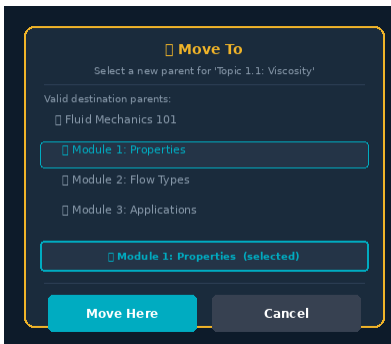 Move To
Select a new parent for 'Topic 1.1: Viscosity'
Valid destination parents:
Fluid Mechanics 101
Module 1: Properties
Module 2: Flow Types
Module 3: Applications
Module 1: Properties (selected)
Move Here
Cancel